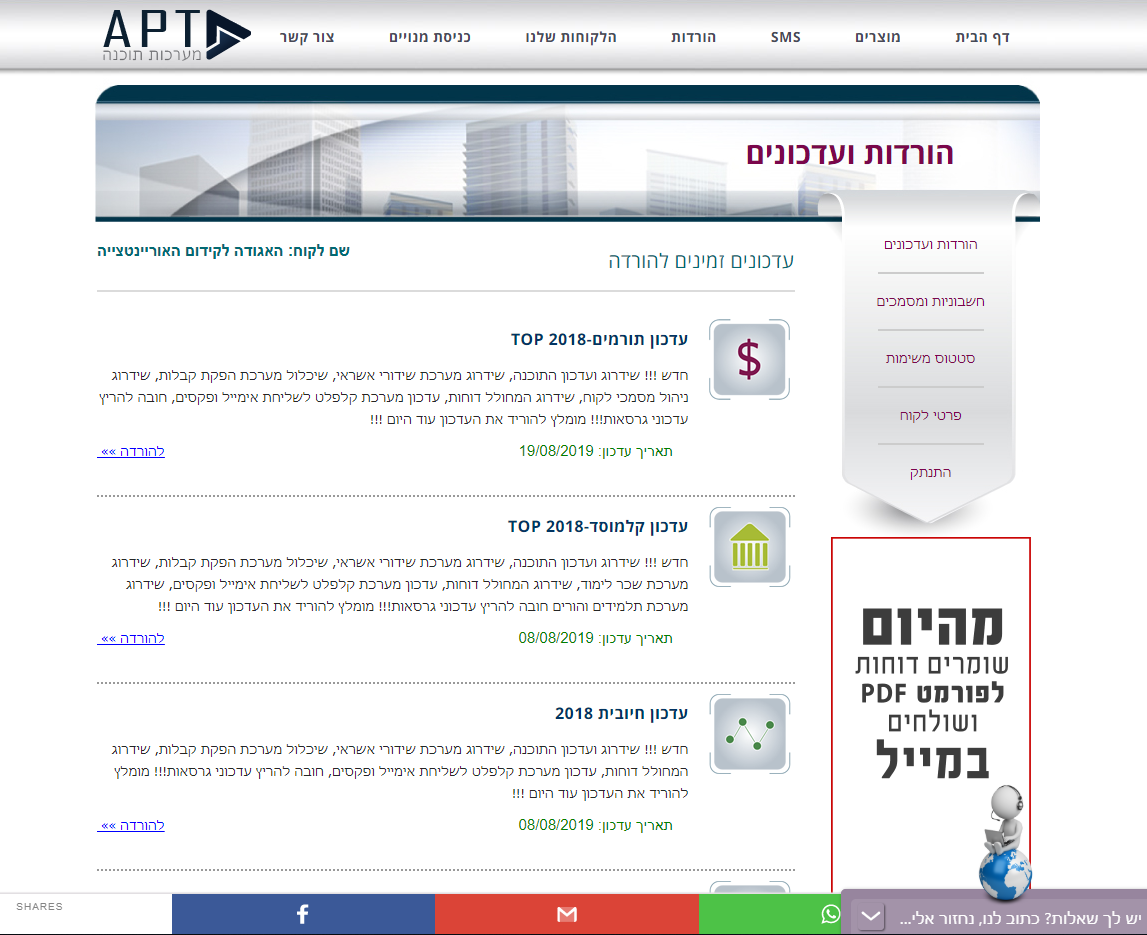 APT
מערכות תוכנה
דף הבית
מוצרים
SMS
הורדות
הלקוחות שלנו
כניסת מנויים
צור קשר
הורדות ועדכונים
הורדות ועדכונים
חשבוניות ומסמכים
סטטוס משימות
פרטי לקוח
התנתק
עדכונים זמינים להורדה
שם לקוח: האגודה לקידום האוריינטצייה
$
עדכון תורמים-TOP 2018
חדש !!! שידרוג ועדכון התוכנה, שידרוג מערכת שידורי אשראי, שיכלול מערכת הפקת קבלות, שידרוג
ניהול מסמכי לקוח, שידרוג המחולל דוחות, עדכון מערכת קלפלט לשליחת אימייל ופקסים, חובה להריץ
עדכוני גרסאות!!! מומלץ להוריד את העדכון עוד היום !!!
תאריך עדכון: 19/08/2019
להורדה »»
עדכון קלמוסד-TOP 2018
חדש !!! שידרוג ועדכון התוכנה, שידרוג מערכת שידורי אשראי, שיכלול מערכת הפקת קבלות, שידרוג
מערכת שכר לימוד, שידרוג המחולל דוחות, עדכון מערכת קלפלט לשליחת אימייל ופקסים, שידרוג
מערכת תלמידים והורים חובה להריץ עדכוני גרסאות!!! מומלץ להוריד את העדכון עוד היום !!!
תאריך עדכון: 08/08/2019
להורדה »»
עדכון חיובית 2018
חדש !!! שידרוג ועדכון התוכנה, שידרוג מערכת שידורי אשראי, שיכלול מערכת הפקת קבלות, שידרוג
המחולל דוחות, עדכון מערכת קלפלט לשליחת אימייל ופקסים, חובה להריץ עדכוני גרסאות!!! מומלץ
להוריד את העדכון עוד היום !!!
תאריך עדכון: 08/08/2019
להורדה »»
מהיום
שומרים דוחות
לפורמט PDF
ושולחים
במייל
SHARES
יש לך שאלות? כתוב לנו, נחזור אלי...